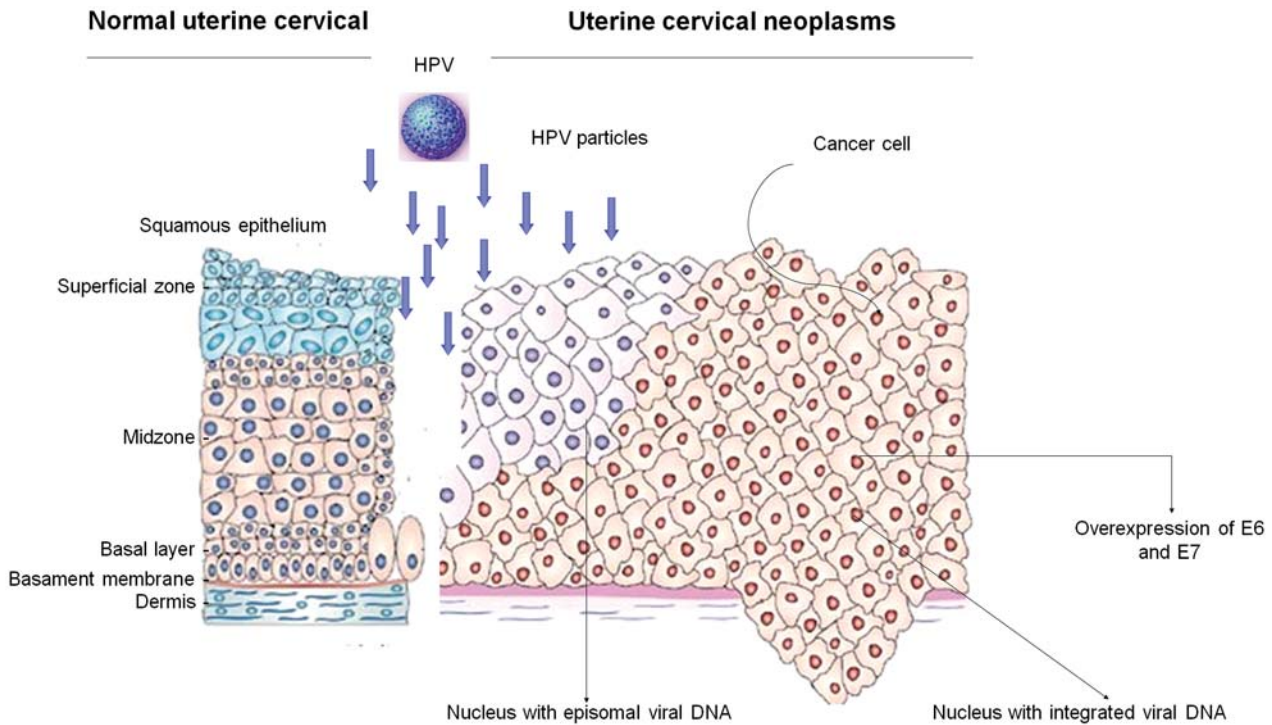 Normal uterine cervical
Uterine cervical neoplasms
HPV
HPV particles
Cancer cell
Squamous epithelium
Superficial zone
Midzone
Basal layer
Basament membrane
Dermis
Overexpression of E6
and E7
Nucleus with episomal viral DNA
Nucleus with integrated viral DNA